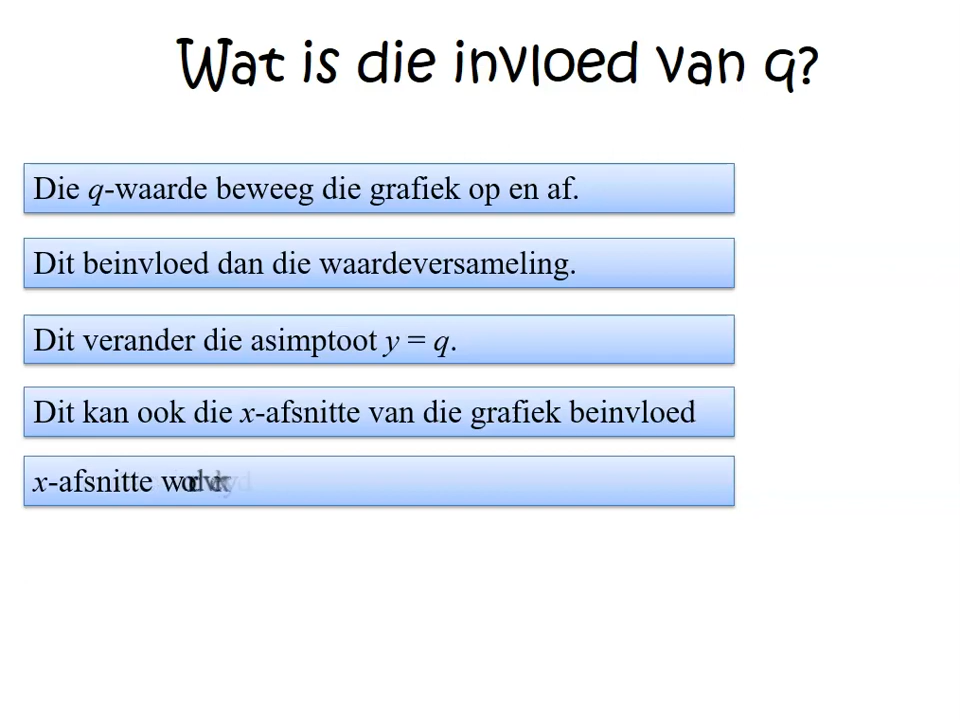 Wat is die invloed van q?
Die q-waarde beweeg die grafiek op en af.
Dit beinvloed dan die waardeversameling.
Dit verander die asimptoot y = q.
Dit kan ook die x-afsnitte van die grafiek beinvloed
x-afsnitte